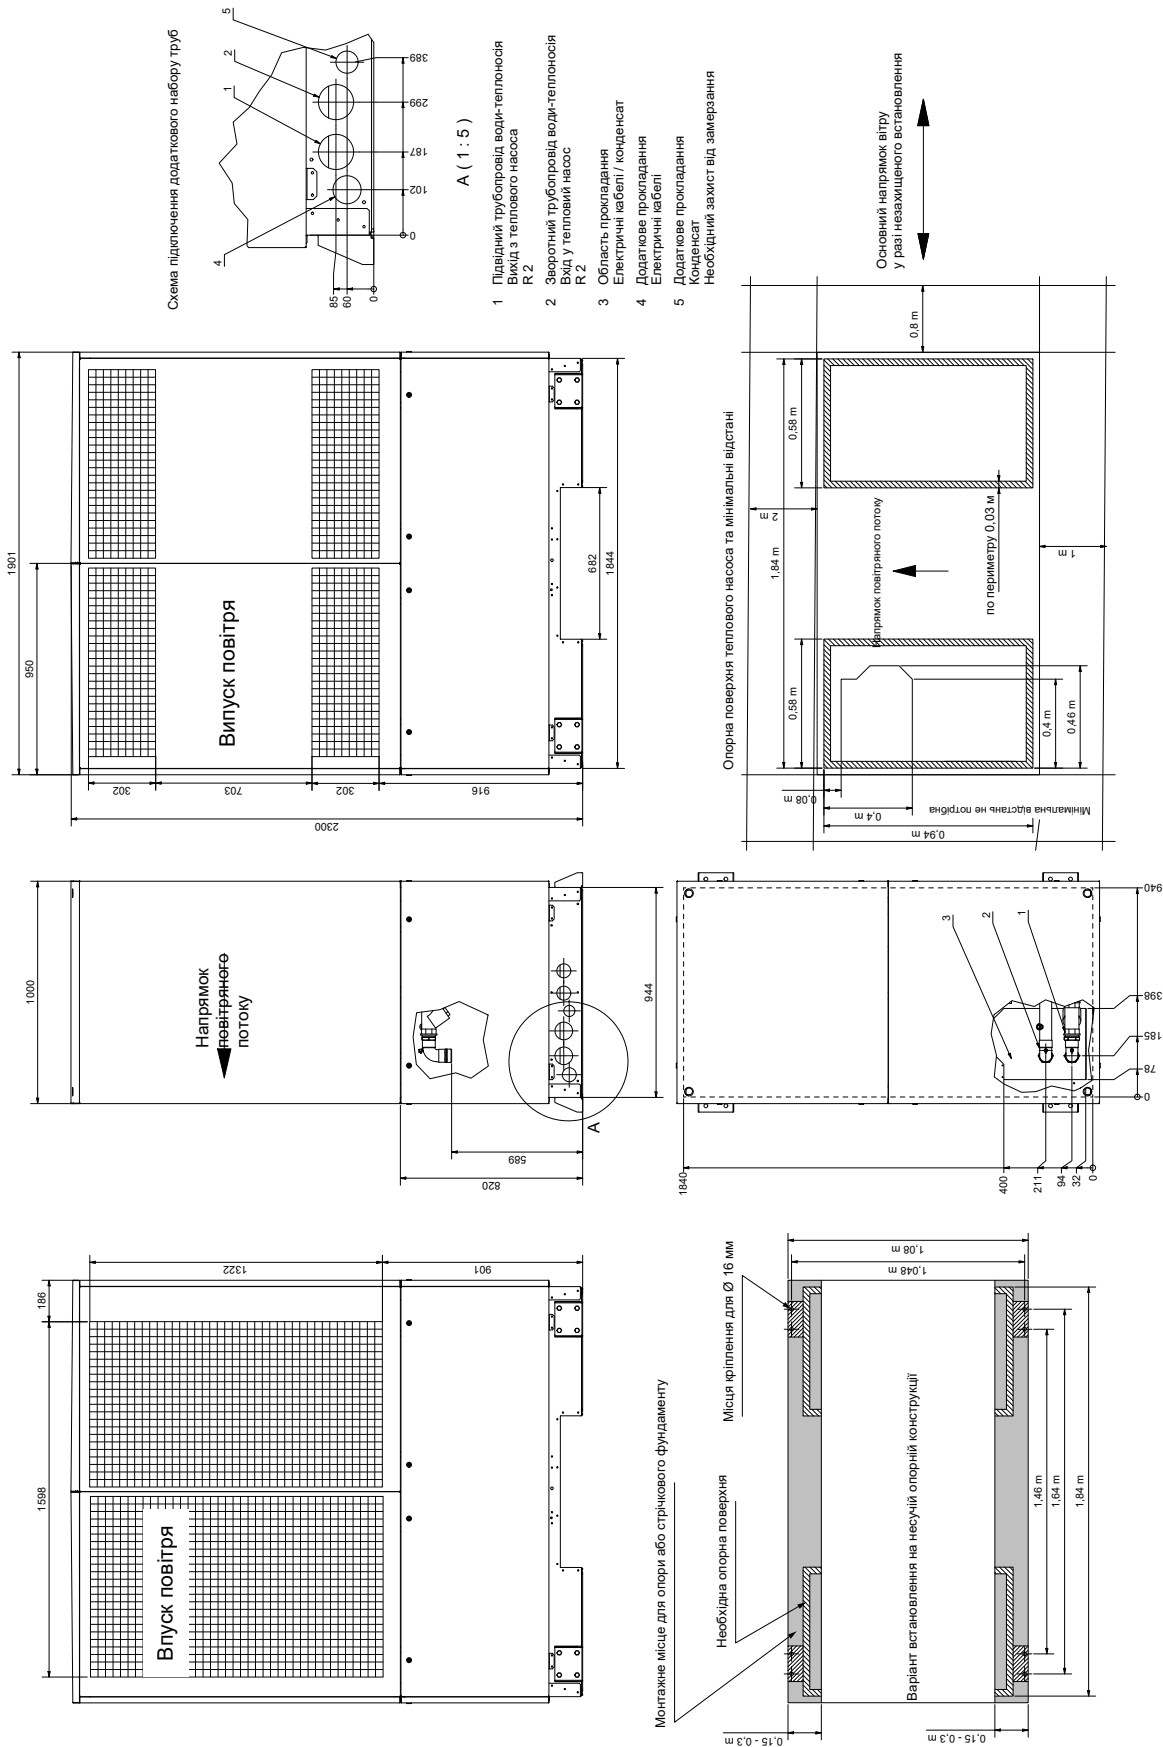 1598
186
1322
901
Впуск повітря
1000
Напрямок
повітряного
потоку
820
589
944
A
1901
950
302
703
302
916
2300
Випуск повітря
682
1844
Схема підключення додаткового набору труб
5
2
1
4
85
60
0
0
102
187
299
389
A ( 1 : 5 )
1 Підвідний трубопровід води-теплоносія
Вихід з теплового насоса
R 2
2 Зворотний трубопровід води-теплоносія
Вхід у тепловий насос
R 2
3 Область прокладання
Електричні кабелі / конденсат
4 Додаткове прокладання
Електричні кабелі
5 Додаткове прокладання
Конденсат
Необхідний захист від замерзання
Монтажне місце для опори або стрічкового фундаменту
Необхідна опорна поверхня
Місця кріплення для Ø 16 мм
1,08 m
1,048 m
Варіант встановлення на несучій опорній конструкції
0,15 - 0,3 m
0,15 - 0,3 m
1,46 m
1,64 m
1,84 m
3
2
1
1840
400
211
94
32
0
0
78
185
398
940
Опорна поверхня теплового насоса та мінімальні відстані
2 m
1,84 m
0,58 m
0,58 m
0,8 m
Напрямок повітряного потоку
по периметру 0,03 м
1 m
0,08 m
0,4 m
0,94 m
0,4 m
0,46 m
Мінімальна відстань не потрібна
Основний напрямок вітру
у разі незахищеного встановлення